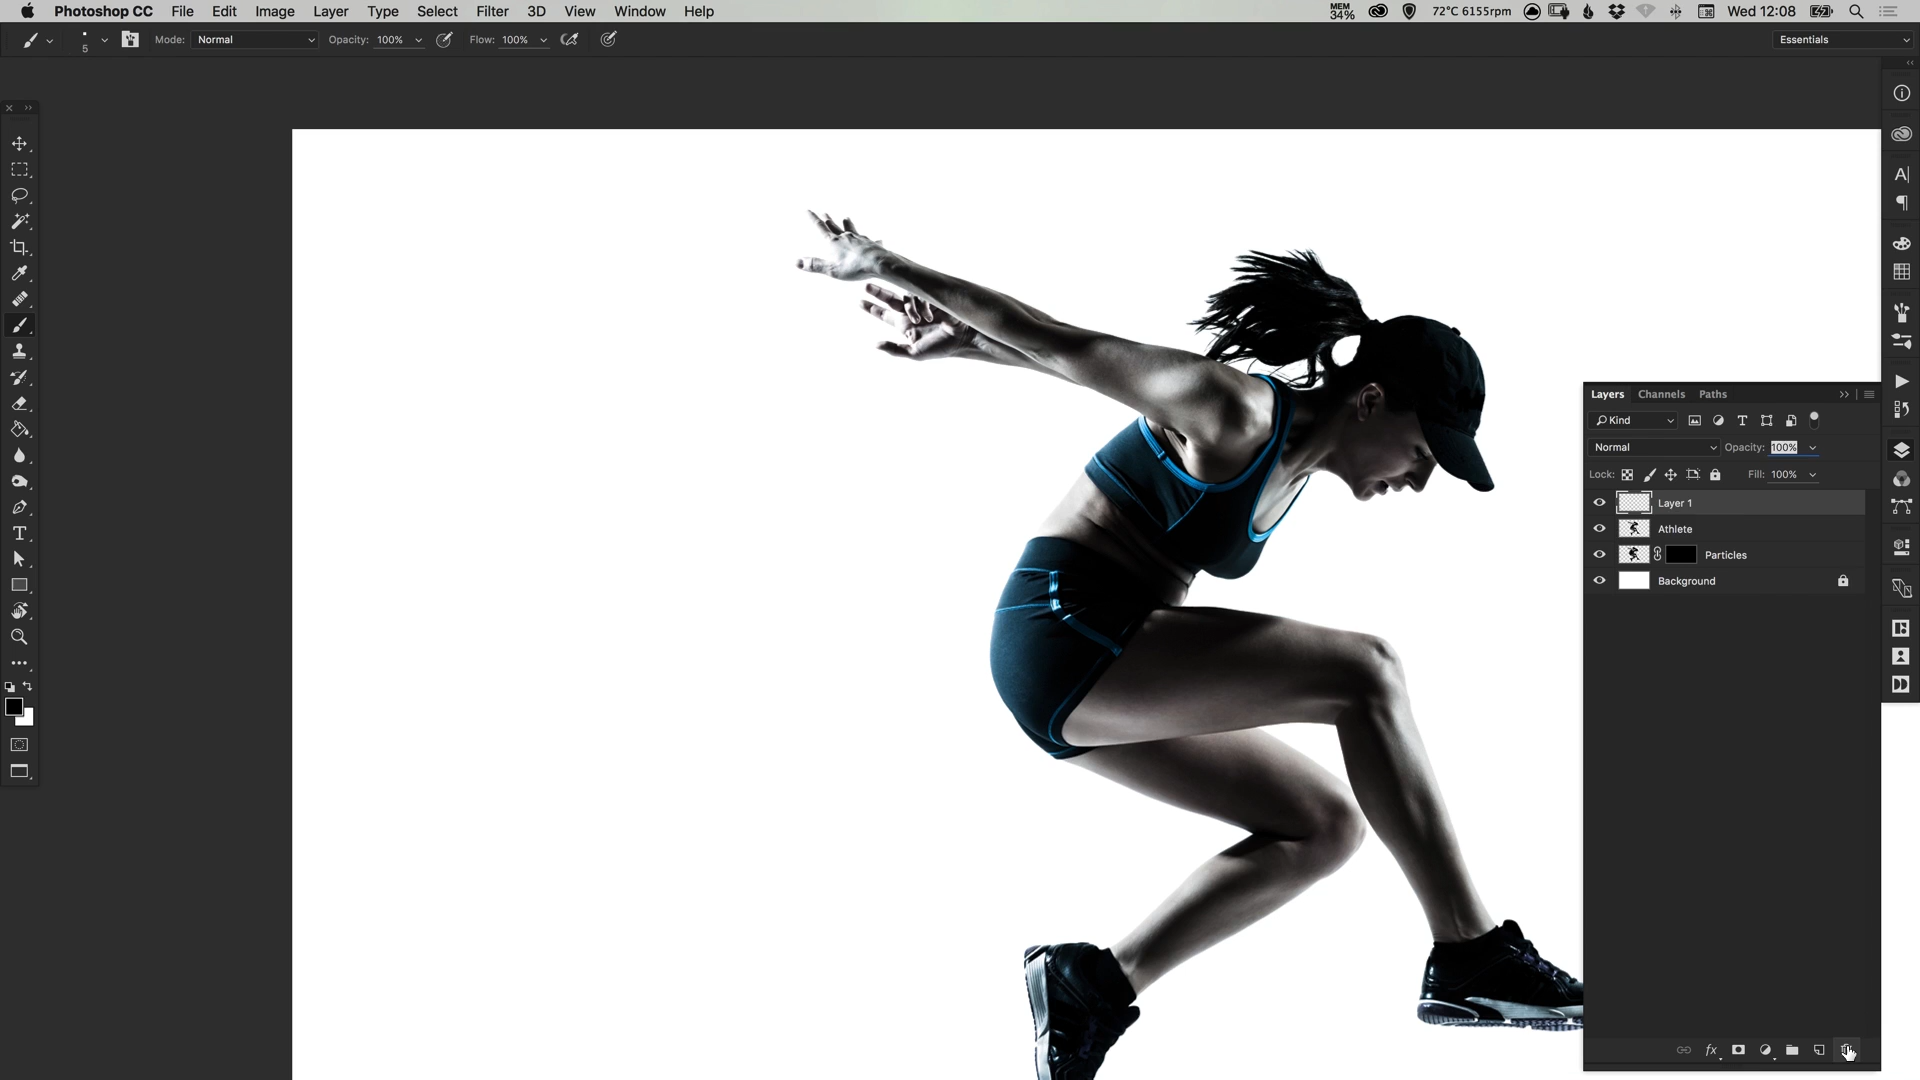 Photoshop CC File Edit Image Layer Type Select Filter 3D View Window Help MEM 34% 72°C 6155rpm Wed 12:08
5 Mode: Normal Opacity: 100% Flow: 100% Essentials
Layers Channels Paths
Kind
Normal Opacity: 100%
Lock: Fill: 100%
Layer 1
Athlete
Particles
Background